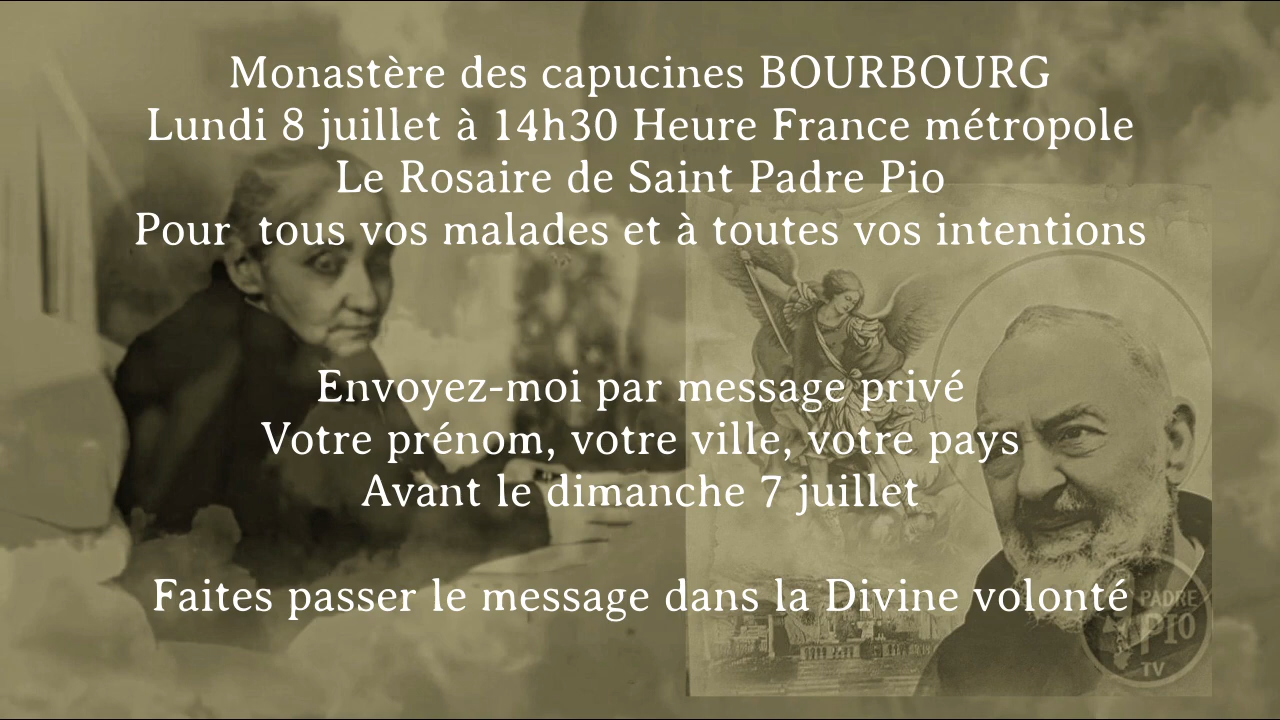 Monastère des capucines BOURBOURG
Lundi 8 juillet à 14h30 Heure France métropole
Le Rosaire de Saint Padre Pio
Pour tous vos malades et à toutes vos intentions
Envoyez-moi par message privé
Votre prénom, votre ville, votre pays
Avant le dimanche 7 juillet
Faites passer le message dans la Divine volonté
PADRE
PIO
TV